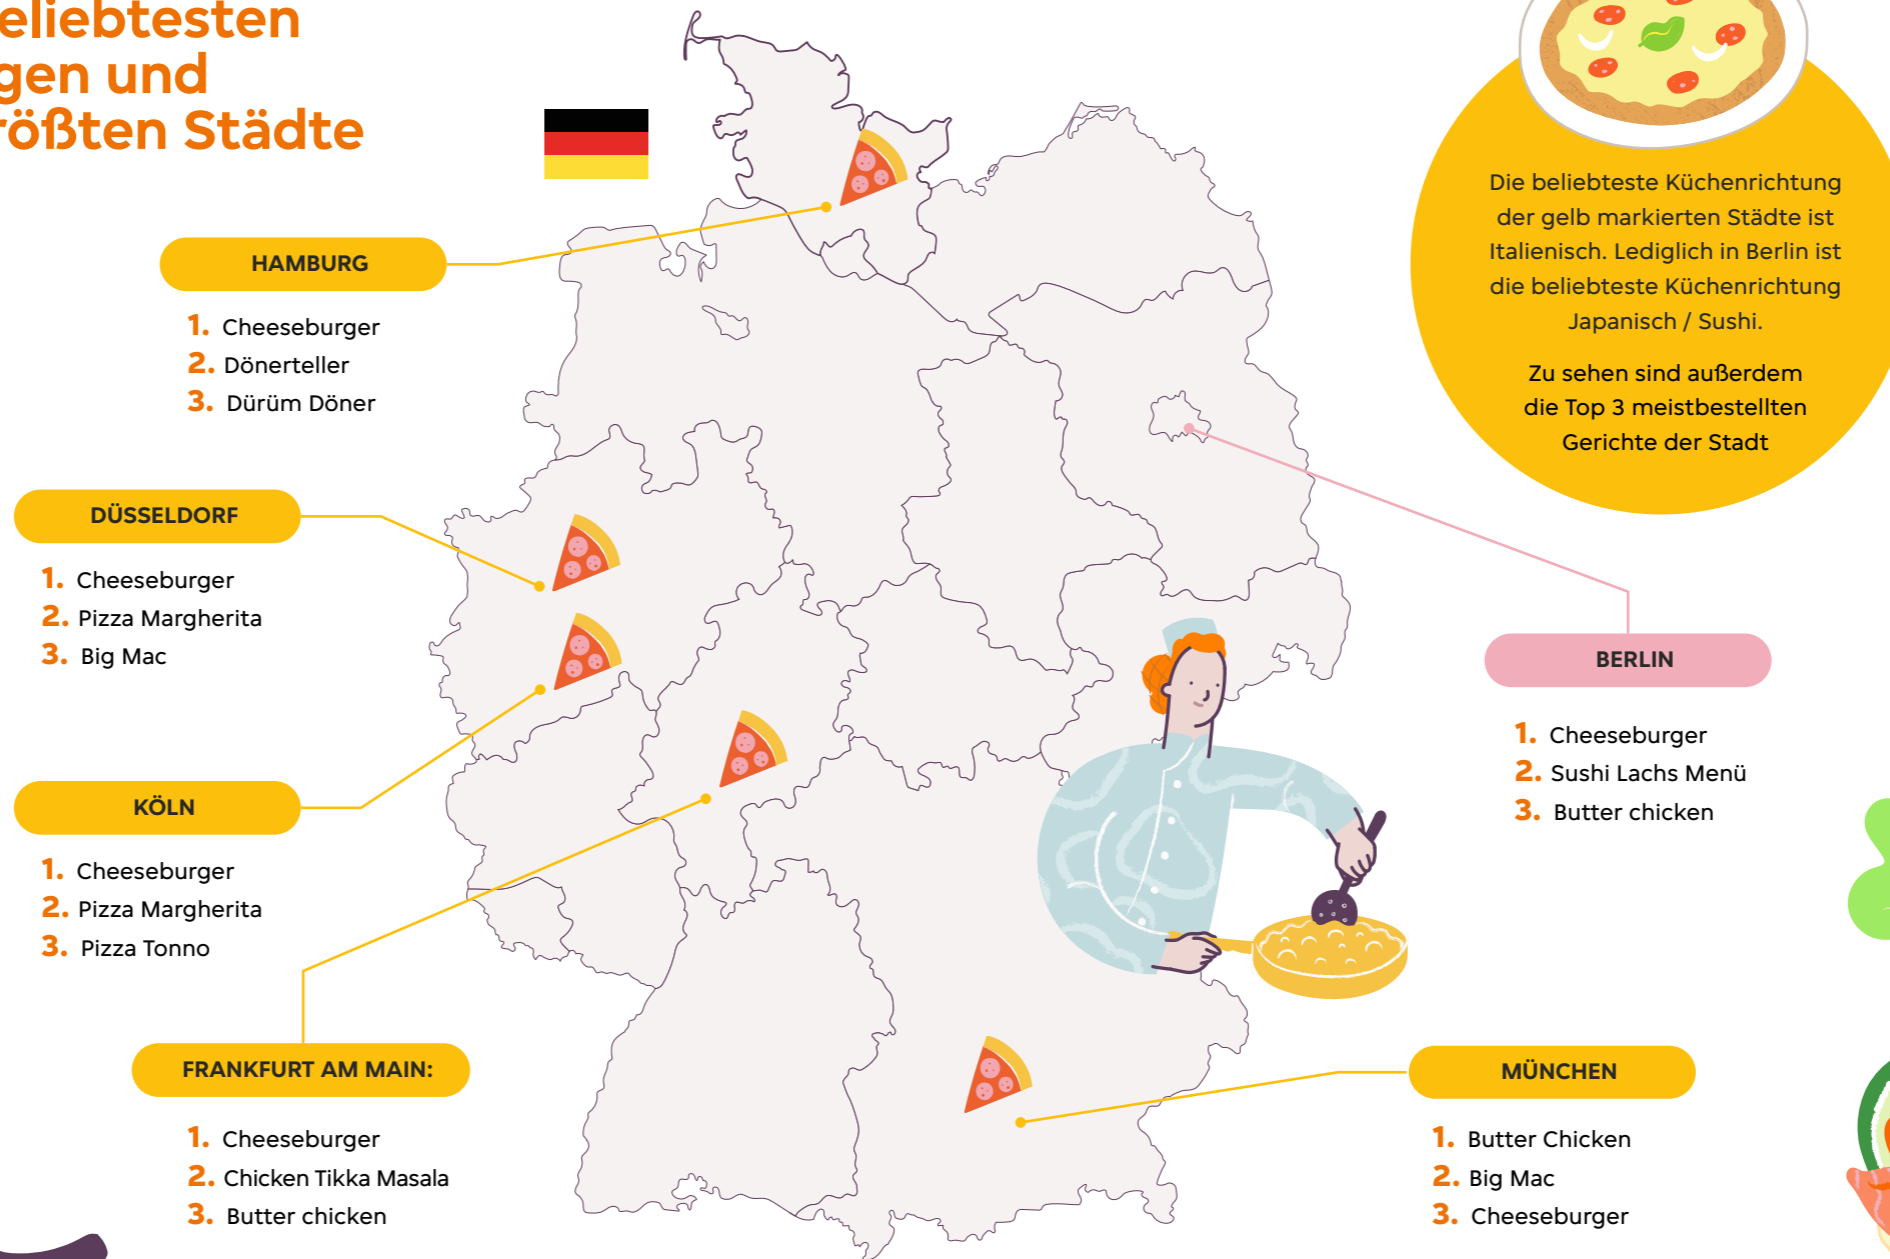 eliebtesten
gen und
rößten Städte
Die beliebteste Küchenrichtung
der gelb markierten Städte ist
Italienisch. Lediglich in Berlin ist
die beliebteste Küchenrichtung
Japanisch / Sushi.
Zu sehen sind außerdem
die Top 3 meistbestellten
Gerichte der Stadt
HAMBURG
1. Cheeseburger
2. Dönerteller
3. Dürüm Döner
DÜSSELDORF
1. Cheeseburger
2. Pizza Margherita
3. Big Mac
BERLIN
1. Cheeseburger
2. Sushi Lachs Menü
3. Butter chicken
KÖLN
1. Cheeseburger
2. Pizza Margherita
3. Pizza Tonno
FRANKFURT AM MAIN:
1. Cheeseburger
2. Chicken Tikka Masala
3. Butter chicken
MÜNCHEN
1. Butter Chicken
2. Big Mac
3. Cheeseburger